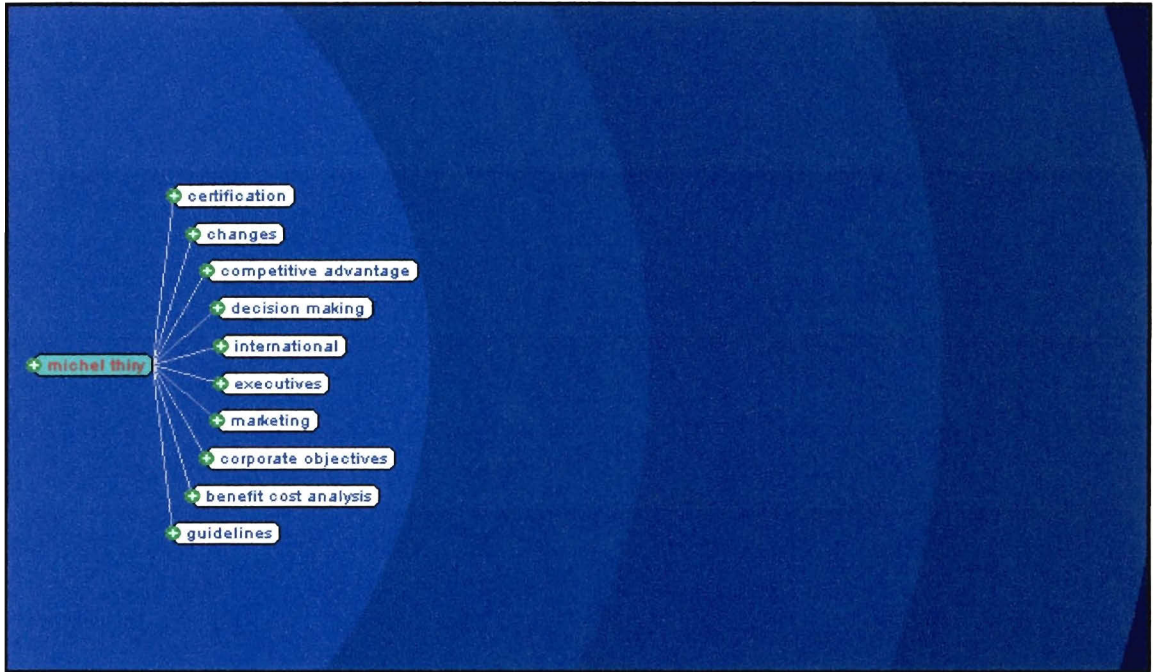 certification
changes
competitive advantage
decision making
international
michel thiry
executives
marketing
corporate objectives
benefit cost analysis
guidelines